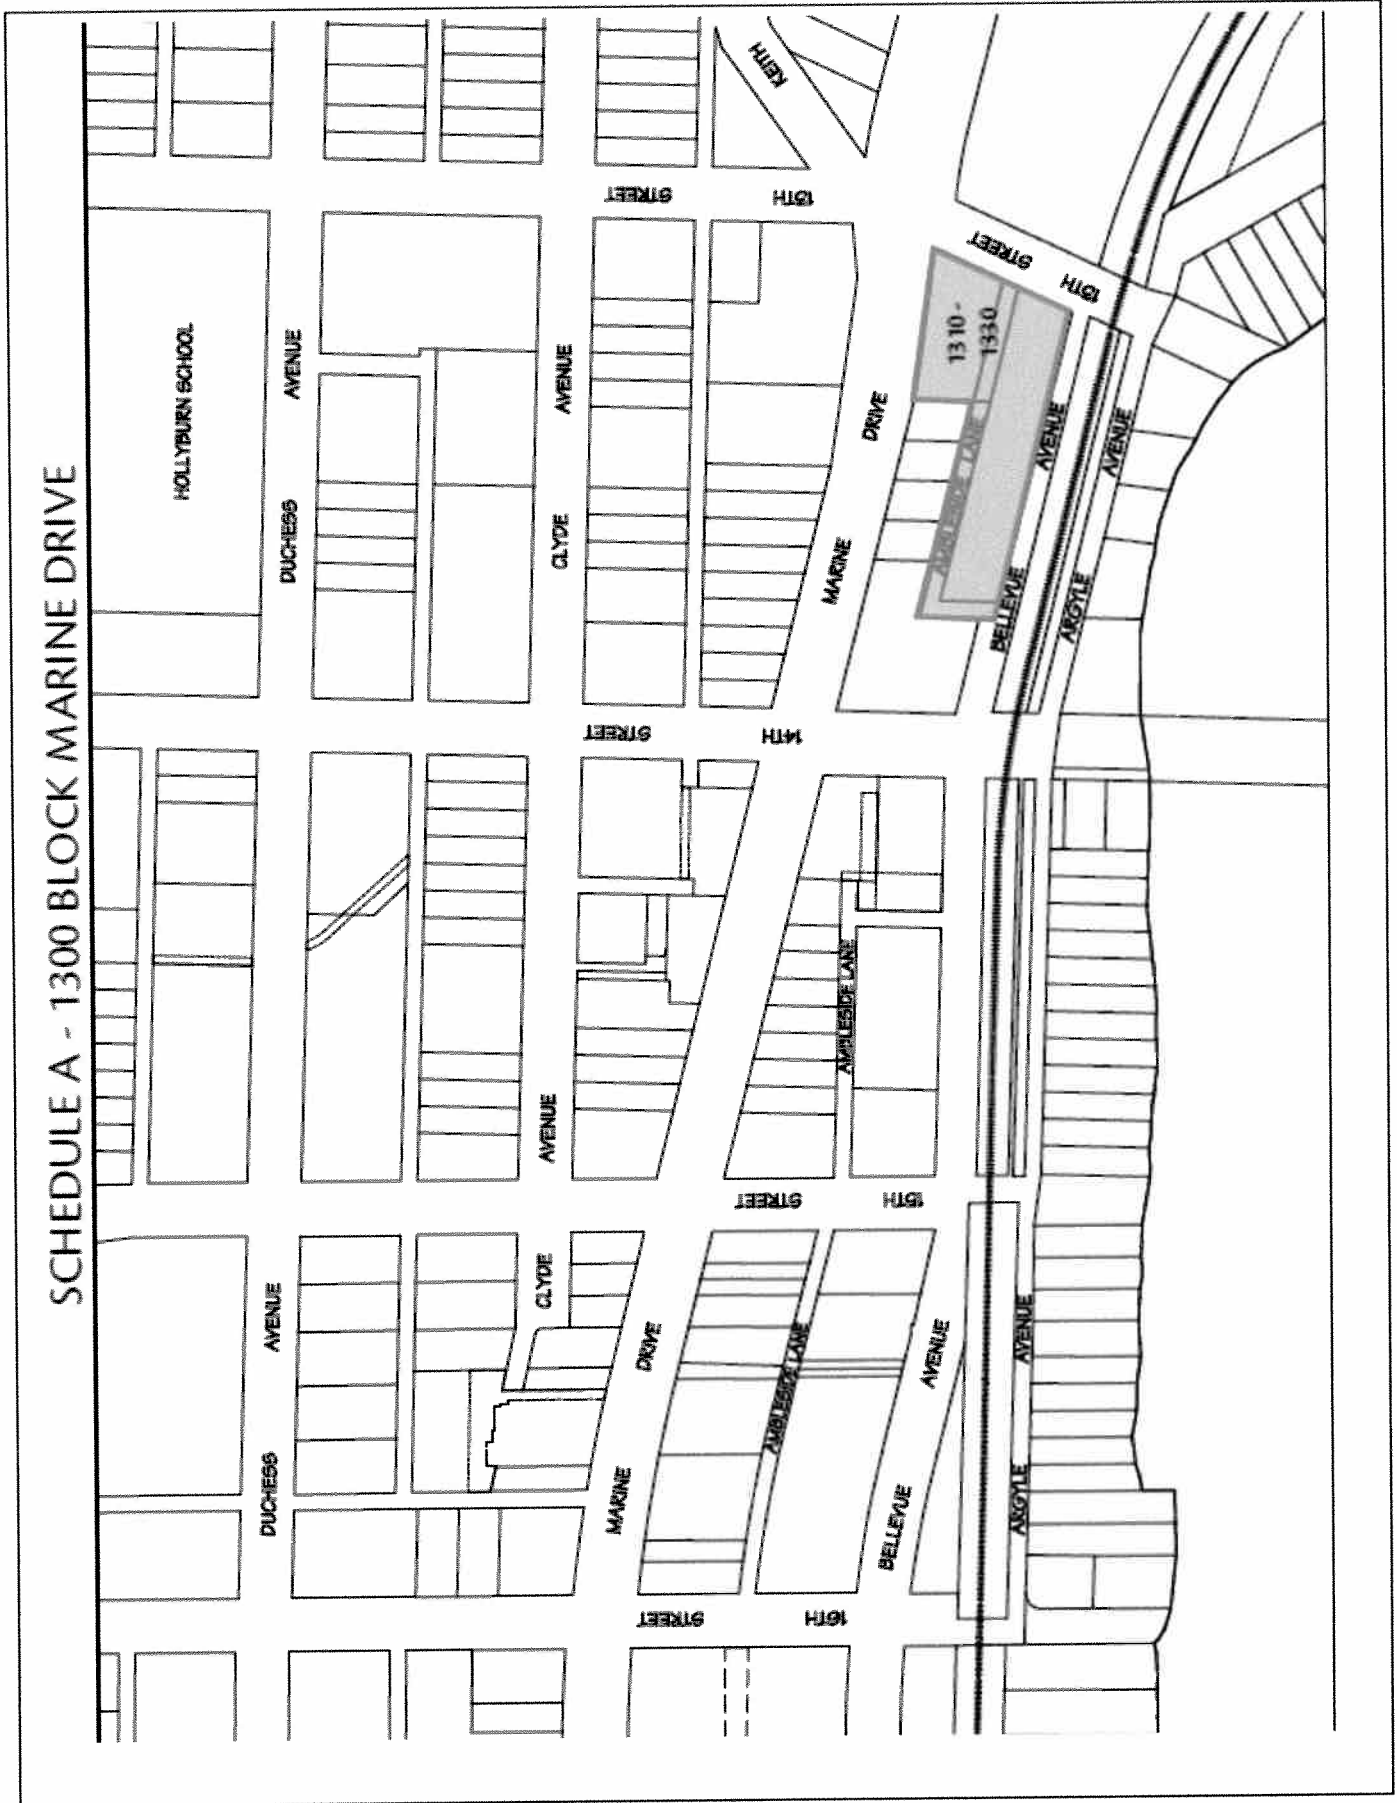 SCHEDULE A - 1300 BLOCK MARINE DRIVE
HOLLYBURN SCHOOL
KEITH
DUCHESS AVENUE
DUCHESS AVENUE
CLYDE AVENUE
CLYDE AVENUE
MARINE DRIVE
MARINE DRIVE
AMBLESIDE LANE
AMBLESIDE LANE
AMBLESIDE LANE
1310 -
1330
BELLEVUE AVENUE
BELLEVUE AVENUE
ARGYLE AVENUE
ARGYLE AVENUE
16TH STREET
15TH STREET
14TH STREET
13TH STREET
13TH STREET